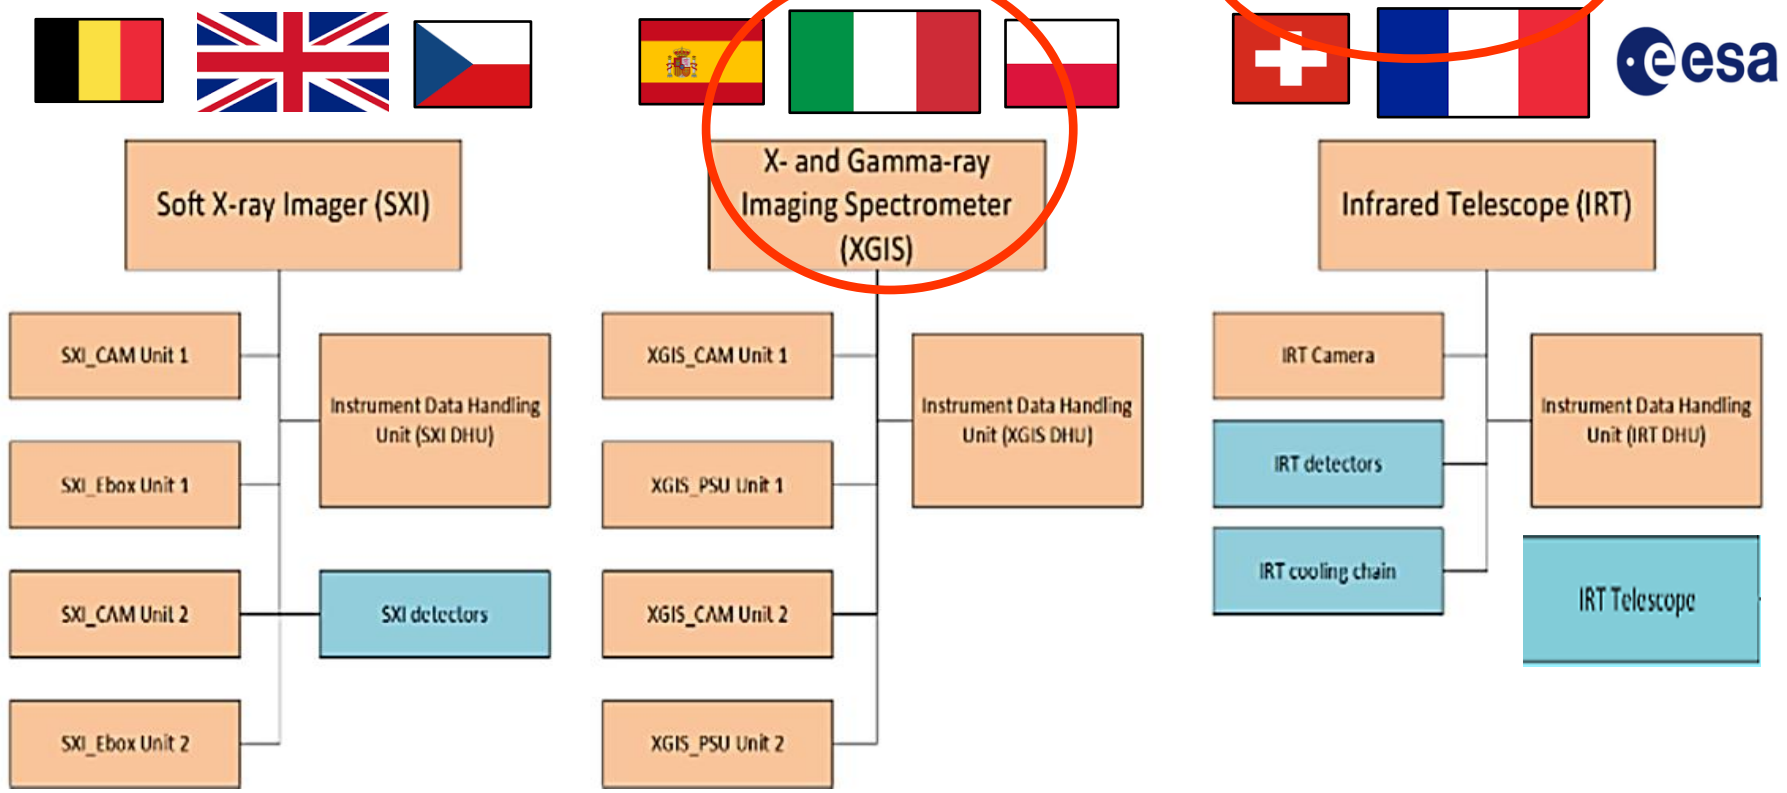 esa
Soft X-ray Imager (SXI)
SXI_CAM Unit 1
SXI_Ebox Unit 1
SXI_CAM Unit 2
SXI_Ebox Unit 2
Instrument Data Handling
Unit (SXI DHU)
SXI detectors
X- and Gamma-ray
Imaging Spectrometer
(XGIS)
XGIS_CAM Unit 1
XGIS_PSU Unit 1
XGIS_CAM Unit 2
XGIS_PSU Unit 2
Instrument Data Handling
Unit (XGIS DHU)
Infrared Telescope (IRT)
IRT Camera
IRT detectors
IRT cooling chain
Instrument Data Handling
Unit (IRT DHU)
IRT Telescope